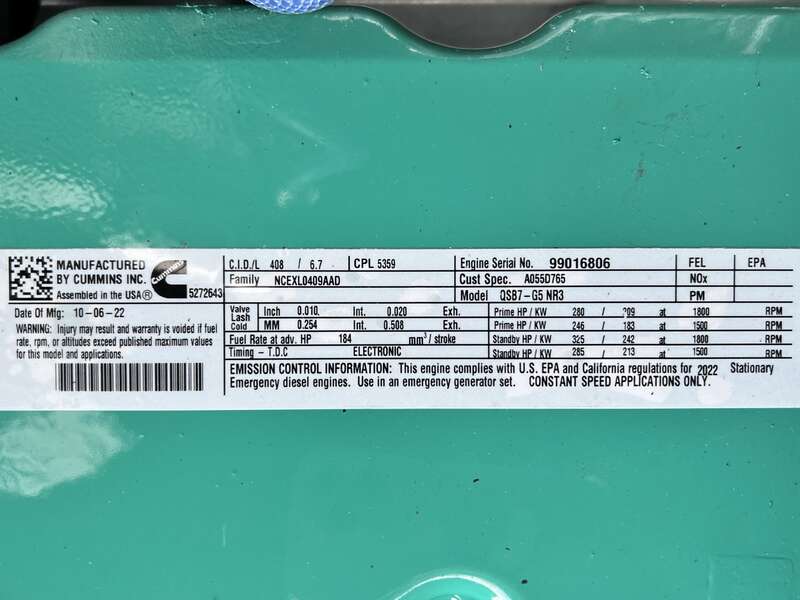 MANUFACTURED
BY CUMMINS INC.
Assembled in the USA®
Cummins
5272643
Date Of Mfg: 10-06-22
WARNING: Injury may result and warranty is voided if fuel
rate, rpm, or altitudes exceed published maximum values
for this model and applications.
C.I.D./L 408 / 6.7 CPL 5359
Family NCEXL0409AAD
Valve Lash Cold Inch 0.010 Int. 0.020 Exh.
MM 0.254 Int. 0.508 Exh.
Fuel Rate at adv. HP 184 mm³/ stroke
Timing - T.D.C ELECTRONIC
Engine Serial No. 99016806
Cust Spec. A055D765
Model QSB7-G5 NR3
FEL EPA
NOx
PM
Prime HP / KW 280 / 209 at 1800 RPM
Prime HP / KW 246 / 183 at 1500 RPM
Standby HP / KW 325 / 242 at 1800 RPM
Standby HP / KW 285 / 213 at 1500 RPM
EMISSION CONTROL INFORMATION: This engine complies with U.S. EPA and California regulations for 2022 Stationary
Emergency diesel engines. Use in an emergency generator set. CONSTANT SPEED APPLICATIONS ONLY.